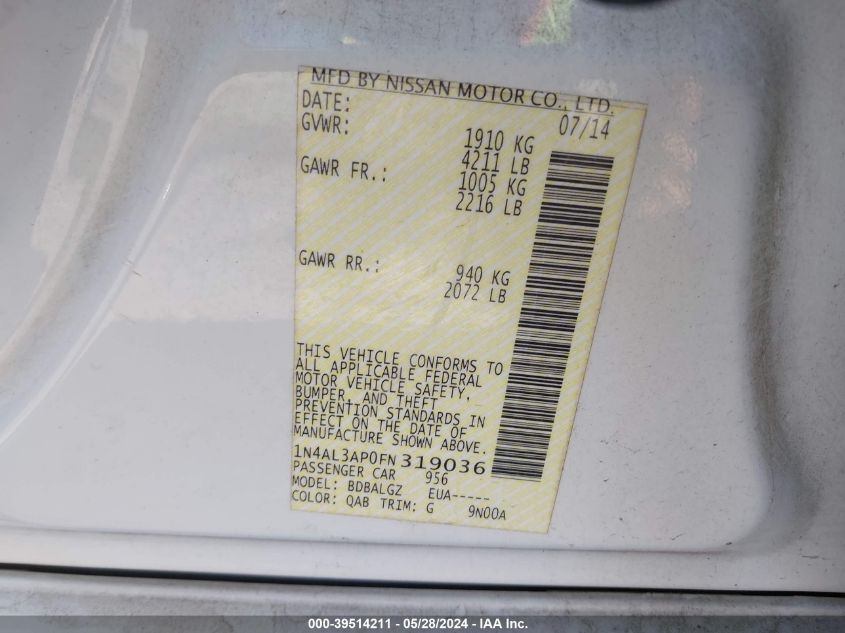 MFD BY NISSAN MOTOR CO., LTD.
DATE: 07/14
GVWR: 1910 KG
4211 LB
GAWR FR.: 1005 KG
2216 LB
GAWR RR.: 940 KG
2072 LB
THIS VEHICLE CONFORMS TO
ALL APPLICABLE FEDERAL
MOTOR VEHICLE SAFETY,
BUMPER, AND THEFT
PREVENTION STANDARDS IN
EFFECT ON THE DATE OF
MANUFACTURE SHOWN ABOVE.
1N4AL3AP0FN319036
PASSENGER CAR 956
MODEL: BDBALGZ EUA-----
COLOR: QAB TRIM: G 9N00A
000-39514211 - 05/28/2024 - IAA Inc.